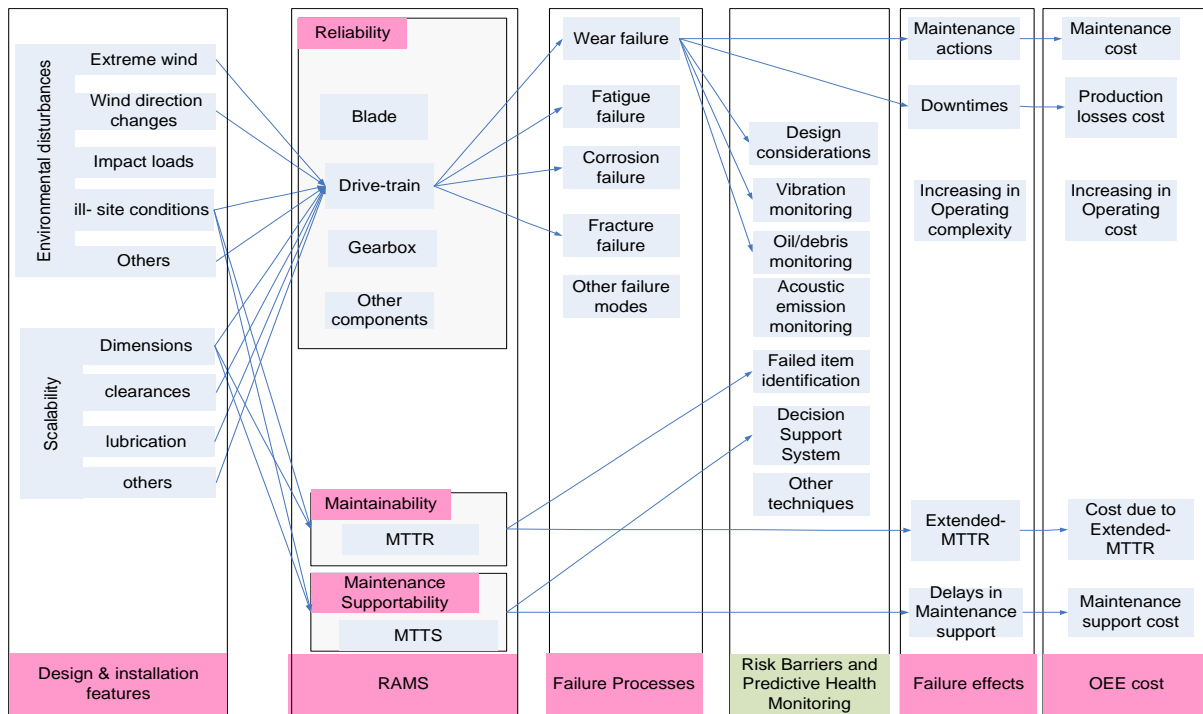 Environmental disturbances
Extreme wind
Wind direction
changes
Impact loads
ill- site conditions
Others
Scalability
Dimensions
clearances
lubrication
others
Design & installation
features
Reliability
Blade
Drive-train
Gearbox
Other
components
Maintainability
MTTR
Maintenance
Supportability
MTTS
RAMS
Wear failure
Fatigue
failure
Corrosion
failure
Fracture
failure
Other failure
modes
Failure Processes
Design
considerations
Vibration
monitoring
Oil/debris
monitoring
Acoustic
emission
monitoring
Failed item
identification
Decision
Support
System
Other
techniques
Risk Barriers and
Predictive Health
Monitoring
Maintenance
actions
Downtimes
Increasing in
Operating
complexity
Extended-
MTTR
Delays in
Maintenance
support
Failure effects
Maintenance
cost
Production
losses cost
Increasing in
Operating
cost
Cost due to
Extended-
MTTR
Maintenance
support cost
OEE cost